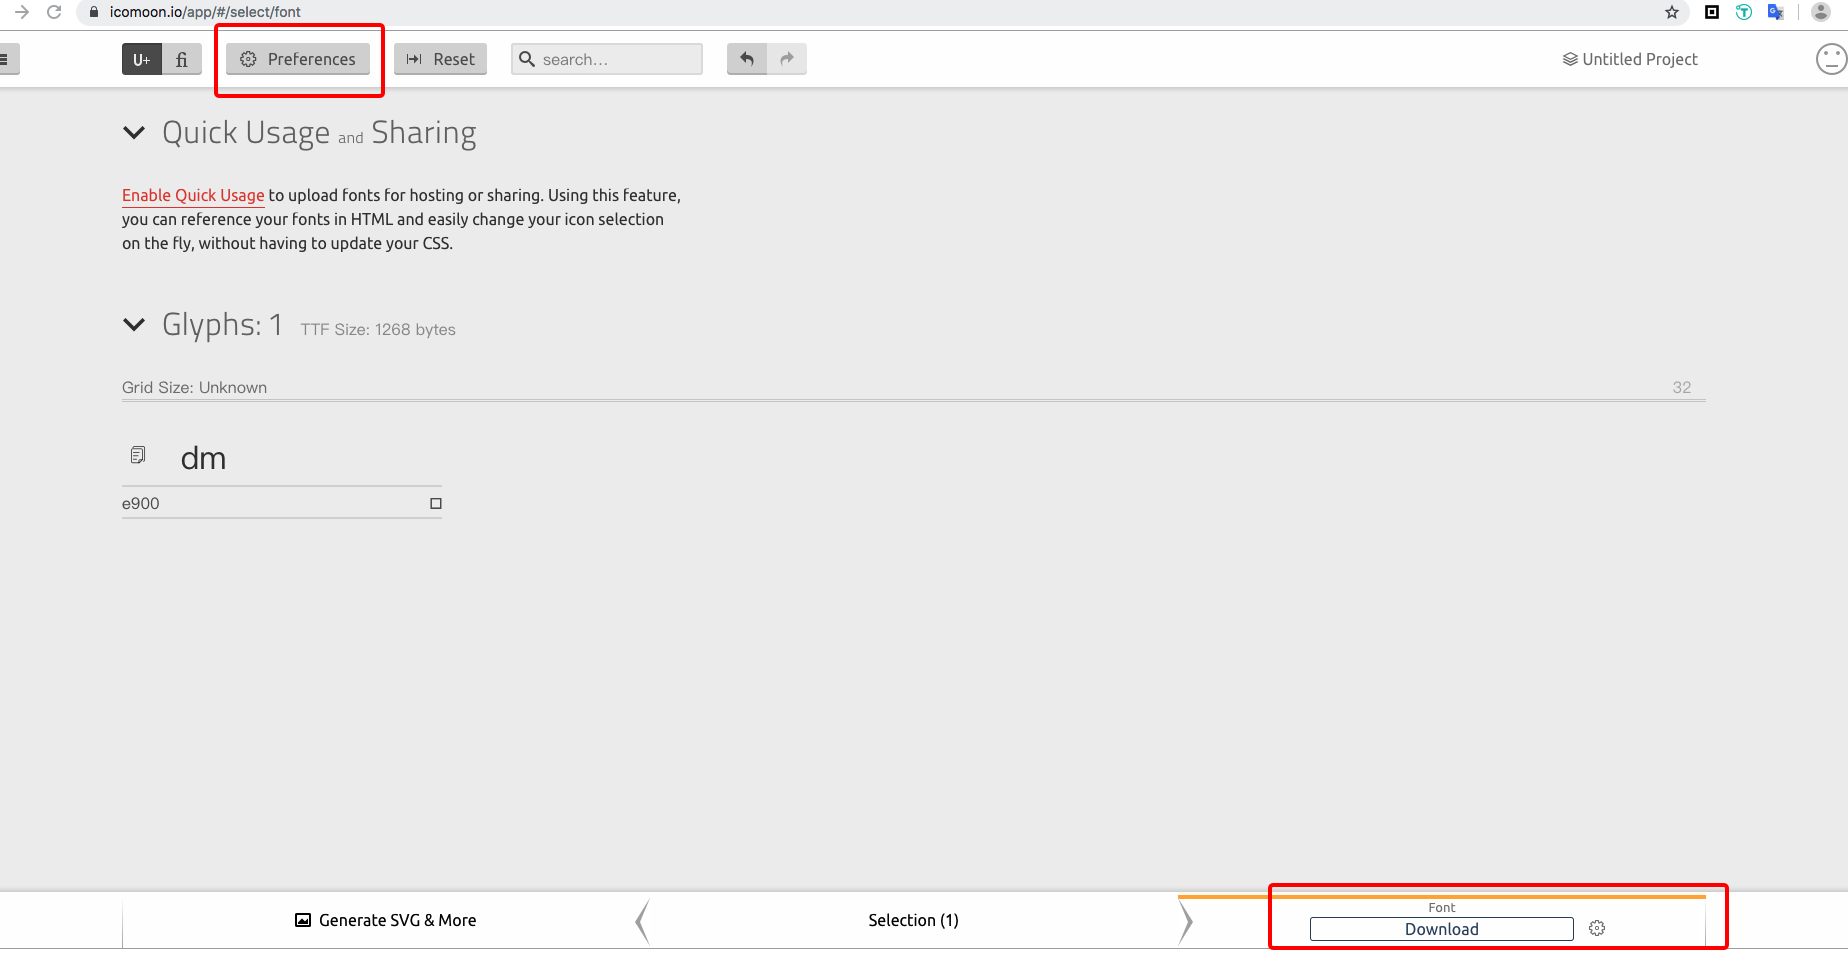 icomoon.io/app/#/select/font
U+ fi Preferences Reset search... Untitled Project
Quick Usage and Sharing
Enable Quick Usage to upload fonts for hosting or sharing. Using this feature,
you can reference your fonts in HTML and easily change your icon selection
on the fly, without having to update your CSS.
Glyphs: 1 TTF Size: 1268 bytes
Grid Size: Unknown 32
dm
e900
Generate SVG & More
Selection (1)
Font
Download